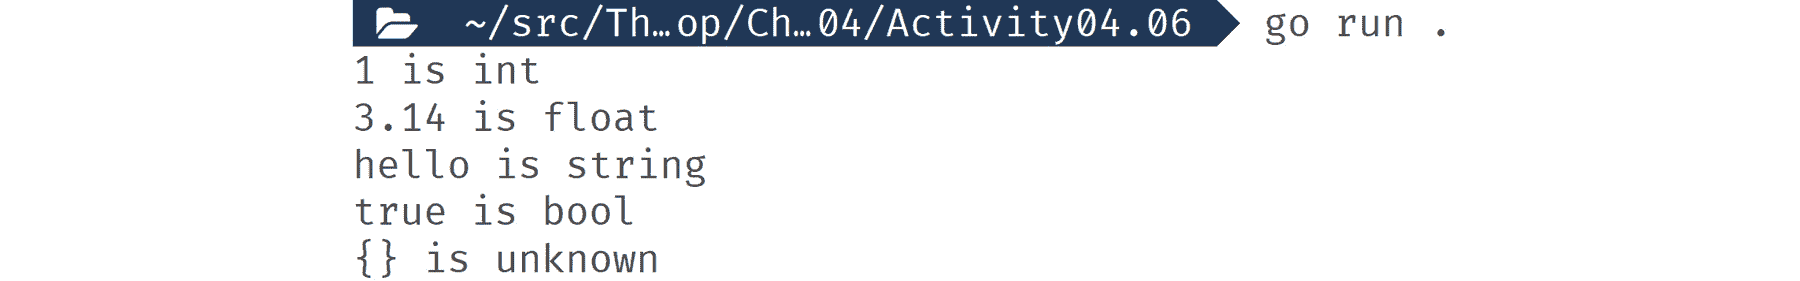 ~/src/Th…op/Ch…04/Activity04.06 go run .
1 is int
3.14 is float
hello is string
true is bool
{} is unknown